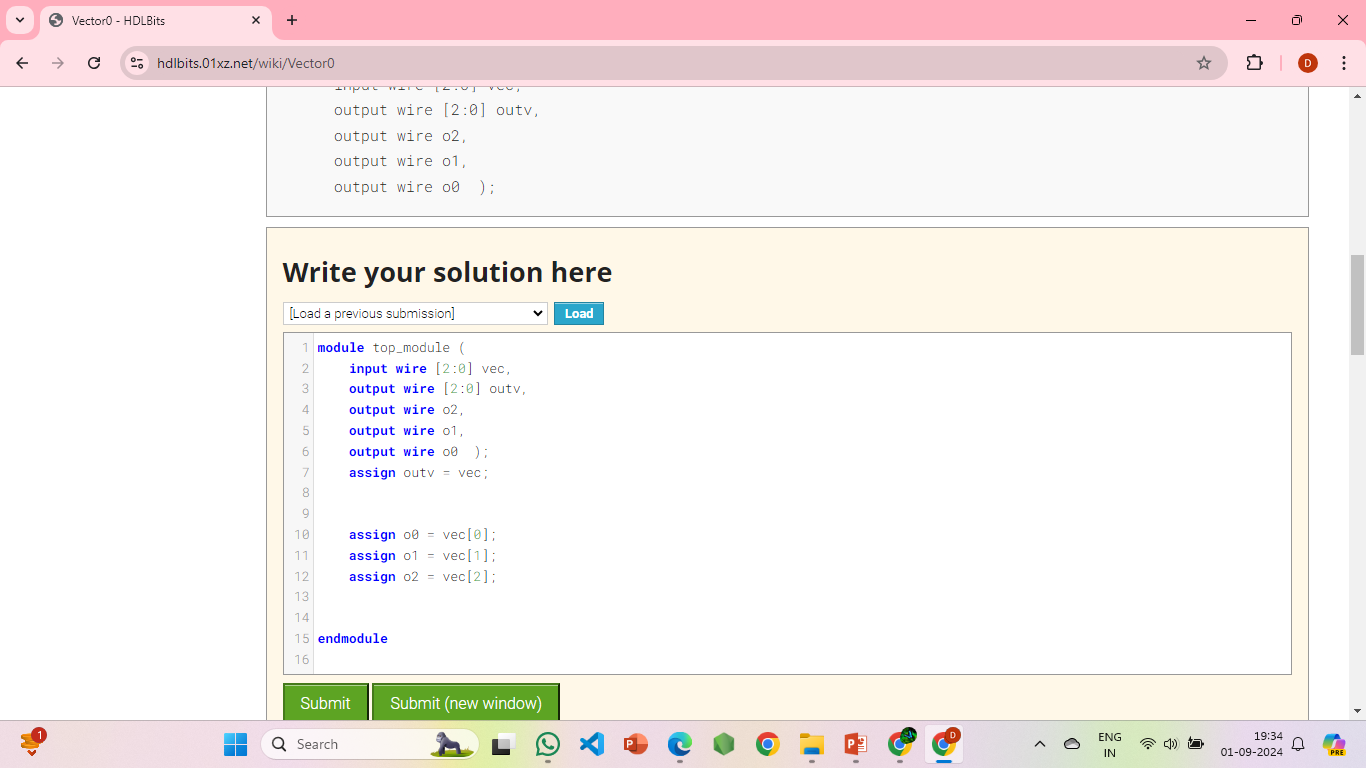 Vector0 - HDLBits
hdlbits.01xz.net/wiki/Vector0
D
input wire [2:0] vec,
output wire [2:0] outv,
output wire o2,
output wire o1,
output wire o0  );
Write your solution here
[Load a previous submission]
Load
1 module top_module (
2     input wire [2:0] vec,
3     output wire [2:0] outv,
4     output wire o2,
5     output wire o1,
6     output wire o0  );
7     assign outv = vec;
8
9
10     assign o0 = vec[0];
11     assign o1 = vec[1];
12     assign o2 = vec[2];
13
14
15 endmodule
16
Submit
Submit (new window)
1
Search
D
ENG
IN
19:34
01-09-2024
PRE